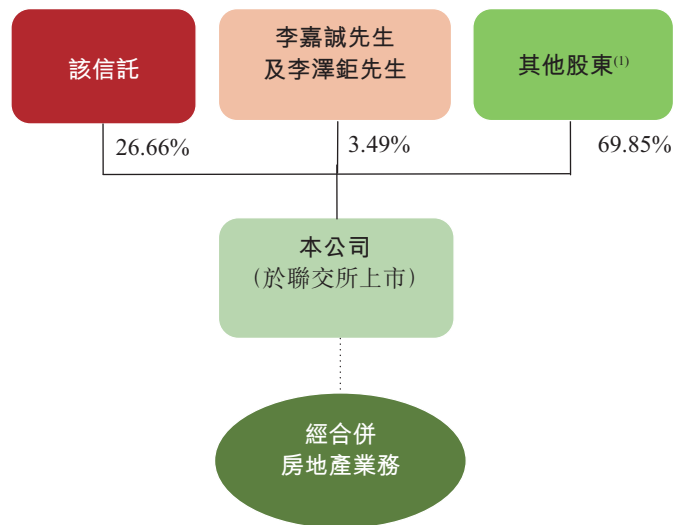 該信託
李嘉誠先生
及李澤鉅先生
其他股東(1)
26.66%
3.49%
69.85%
本公司
(於聯交所上市)
經合併
房地產業務